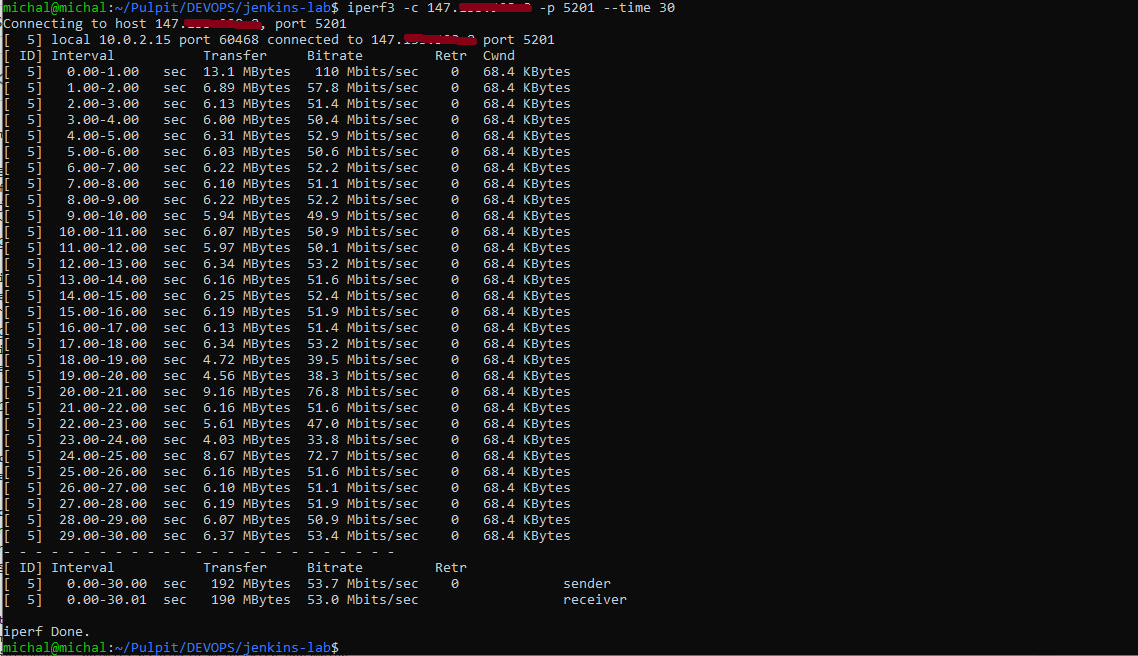 michal@michal:~/Pulpit/DEVOPS/jenkins-lab$ iperf3 -c 147. -p 5201 --time 30
Connecting to host 147. , port 5201
[  5] local 10.0.2.15 port 60468 connected to 147. port 5201
[ ID] Interval           Transfer     Bitrate         Retr  Cwnd
[  5]   0.00-1.00   sec  13.1 MBytes   110 Mbits/sec    0   68.4 KBytes
[  5]   1.00-2.00   sec  6.89 MBytes  57.8 Mbits/sec    0   68.4 KBytes
[  5]   2.00-3.00   sec  6.13 MBytes  51.4 Mbits/sec    0   68.4 KBytes
[  5]   3.00-4.00   sec  6.00 MBytes  50.4 Mbits/sec    0   68.4 KBytes
[  5]   4.00-5.00   sec  6.31 MBytes  52.9 Mbits/sec    0   68.4 KBytes
[  5]   5.00-6.00   sec  6.03 MBytes  50.6 Mbits/sec    0   68.4 KBytes
[  5]   6.00-7.00   sec  6.22 MBytes  52.2 Mbits/sec    0   68.4 KBytes
[  5]   7.00-8.00   sec  6.10 MBytes  51.1 Mbits/sec    0   68.4 KBytes
[  5]   8.00-9.00   sec  6.22 MBytes  52.2 Mbits/sec    0   68.4 KBytes
[  5]   9.00-10.00  sec  5.94 MBytes  49.9 Mbits/sec    0   68.4 KBytes
[  5]  10.00-11.00  sec  6.07 MBytes  50.9 Mbits/sec    0   68.4 KBytes
[  5]  11.00-12.00  sec  5.97 MBytes  50.1 Mbits/sec    0   68.4 KBytes
[  5]  12.00-13.00  sec  6.34 MBytes  53.2 Mbits/sec    0   68.4 KBytes
[  5]  13.00-14.00  sec  6.16 MBytes  51.6 Mbits/sec    0   68.4 KBytes
[  5]  14.00-15.00  sec  6.25 MBytes  52.4 Mbits/sec    0   68.4 KBytes
[  5]  15.00-16.00  sec  6.19 MBytes  51.9 Mbits/sec    0   68.4 KBytes
[  5]  16.00-17.00  sec  6.13 MBytes  51.4 Mbits/sec    0   68.4 KBytes
[  5]  17.00-18.00  sec  6.34 MBytes  53.2 Mbits/sec    0   68.4 KBytes
[  5]  18.00-19.00  sec  4.72 MBytes  39.5 Mbits/sec    0   68.4 KBytes
[  5]  19.00-20.00  sec  4.56 MBytes  38.3 Mbits/sec    0   68.4 KBytes
[  5]  20.00-21.00  sec  9.16 MBytes  76.8 Mbits/sec    0   68.4 KBytes
[  5]  21.00-22.00  sec  6.16 MBytes  51.6 Mbits/sec    0   68.4 KBytes
[  5]  22.00-23.00  sec  5.61 MBytes  47.0 Mbits/sec    0   68.4 KBytes
[  5]  23.00-24.00  sec  4.03 MBytes  33.8 Mbits/sec    0   68.4 KBytes
[  5]  24.00-25.00  sec  8.67 MBytes  72.7 Mbits/sec    0   68.4 KBytes
[  5]  25.00-26.00  sec  6.16 MBytes  51.6 Mbits/sec    0   68.4 KBytes
[  5]  26.00-27.00  sec  6.10 MBytes  51.1 Mbits/sec    0   68.4 KBytes
[  5]  27.00-28.00  sec  6.19 MBytes  51.9 Mbits/sec    0   68.4 KBytes
[  5]  28.00-29.00  sec  6.07 MBytes  50.9 Mbits/sec    0   68.4 KBytes
[  5]  29.00-30.00  sec  6.37 MBytes  53.4 Mbits/sec    0   68.4 KBytes
- - - - - - - - - - - - - - - - - - - - - - - - -
[ ID] Interval           Transfer     Bitrate         Retr
[  5]   0.00-30.00  sec   192 MBytes  53.7 Mbits/sec    0             sender
[  5]   0.00-30.01  sec   190 MBytes  53.0 Mbits/sec                  receiver
iperf Done.
michal@michal:~/Pulpit/DEVOPS/jenkins-lab$